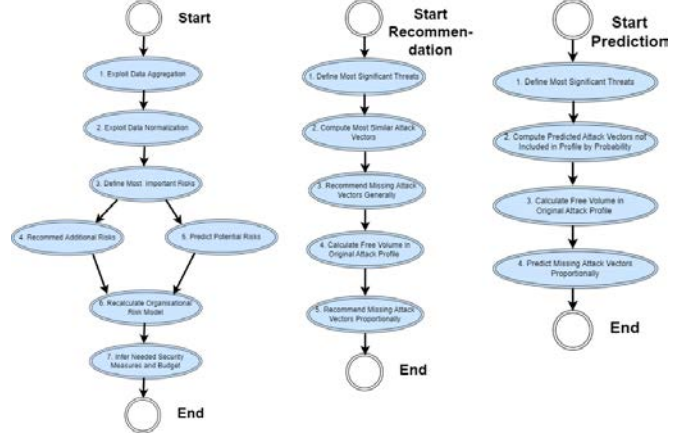 Start
1. Exploit Data Aggregation
2. Exploit Data Normalization
3. Define Most Important Risks
4. Recommed Additional Risks
5. Predict Potential Risks
6. Recalculate Organisational
Risk Model
7. Infer Needed Security
Measures and Budget
End
Start
Recommen-
dation
1. Define Most Significant Threats
2. Compute Most Similar Attack
Vectors
3. Recommend Missing Attack
Vectors Generally
4. Calculate Free Volume in
Original Attack Profile
5. Recommend Missing Attack
Vectors Proportionally
End
Start
Prediction
1. Define Most Significant Threats
2. Compute Predicted Attack Vectors not
Included in Profile by Probability
3. Calculate Free Volume in
Original Attack Profile
4. Predict Missing Attack Vectors
Proportionally
End